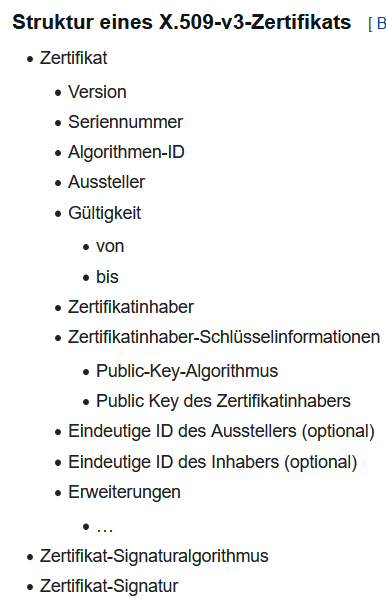 Struktur eines X.509-v3-Zertifikats [ B
• Zertifikat
• Version
• Seriennummer
• Algorithmen-ID
• Aussteller
• Gültigkeit
• von
• bis
• Zertifikatinhaber
• Zertifikatinhaber-Schlüsselinformationen
• Public-Key-Algorithmus
• Public Key des Zertifikatinhabers
• Eindeutige ID des Ausstellers (optional)
• Eindeutige ID des Inhabers (optional)
• Erweiterungen
• …
• Zertifikat-Signaturalgorithmus
• Zertifikat-Signatur